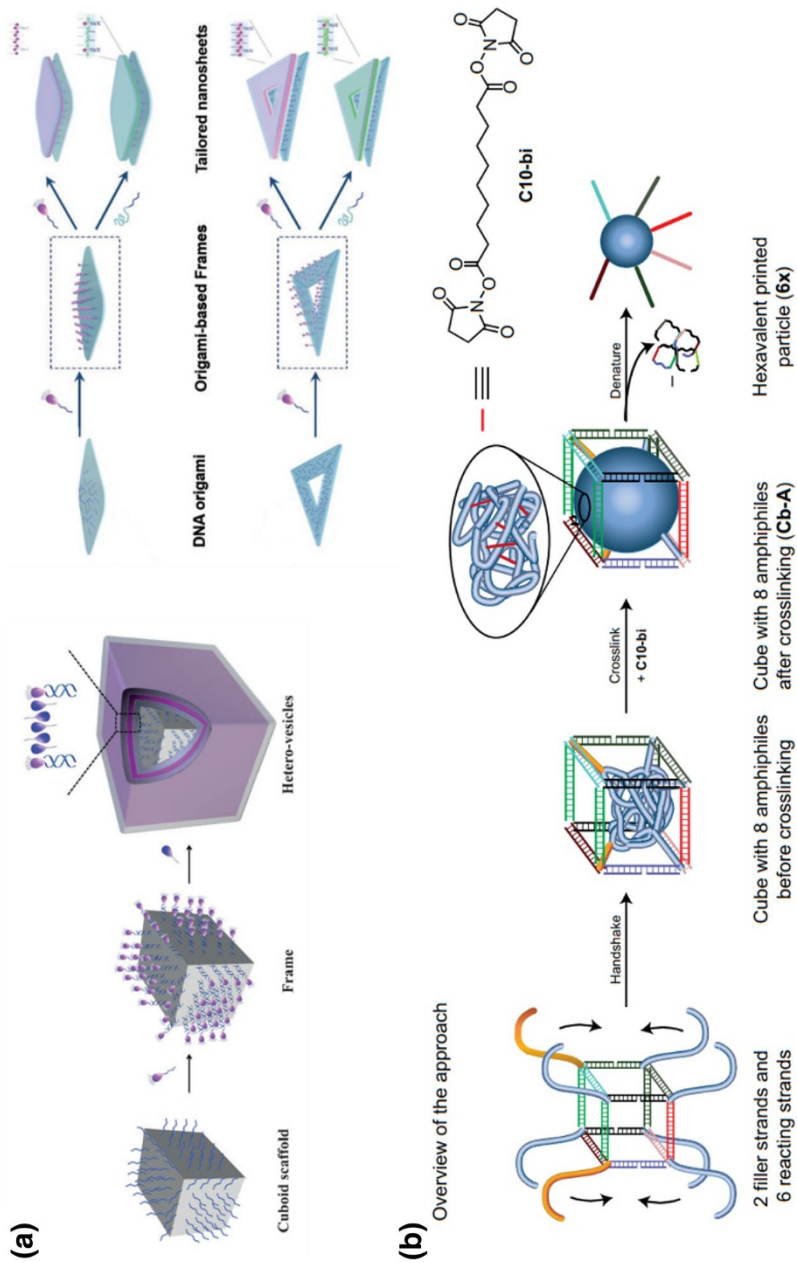 (a)
Cuboid scaffold
Frame
Hetero-vesicles
DNA origami
Origami-based Frames
Tailored nanosheets
(b)
Overview of the approach
2 filler strands and
6 reacting strands
Handshake
Cube with 8 amphiphiles
before crosslinking
Crosslink
+ C10-bi
Cube with 8 amphiphiles
after crosslinking (Cb-A)
Denature
Hexavalent printed
particle (6x)
O
N
O
O
O
O
O
N
O
O
C10-bi